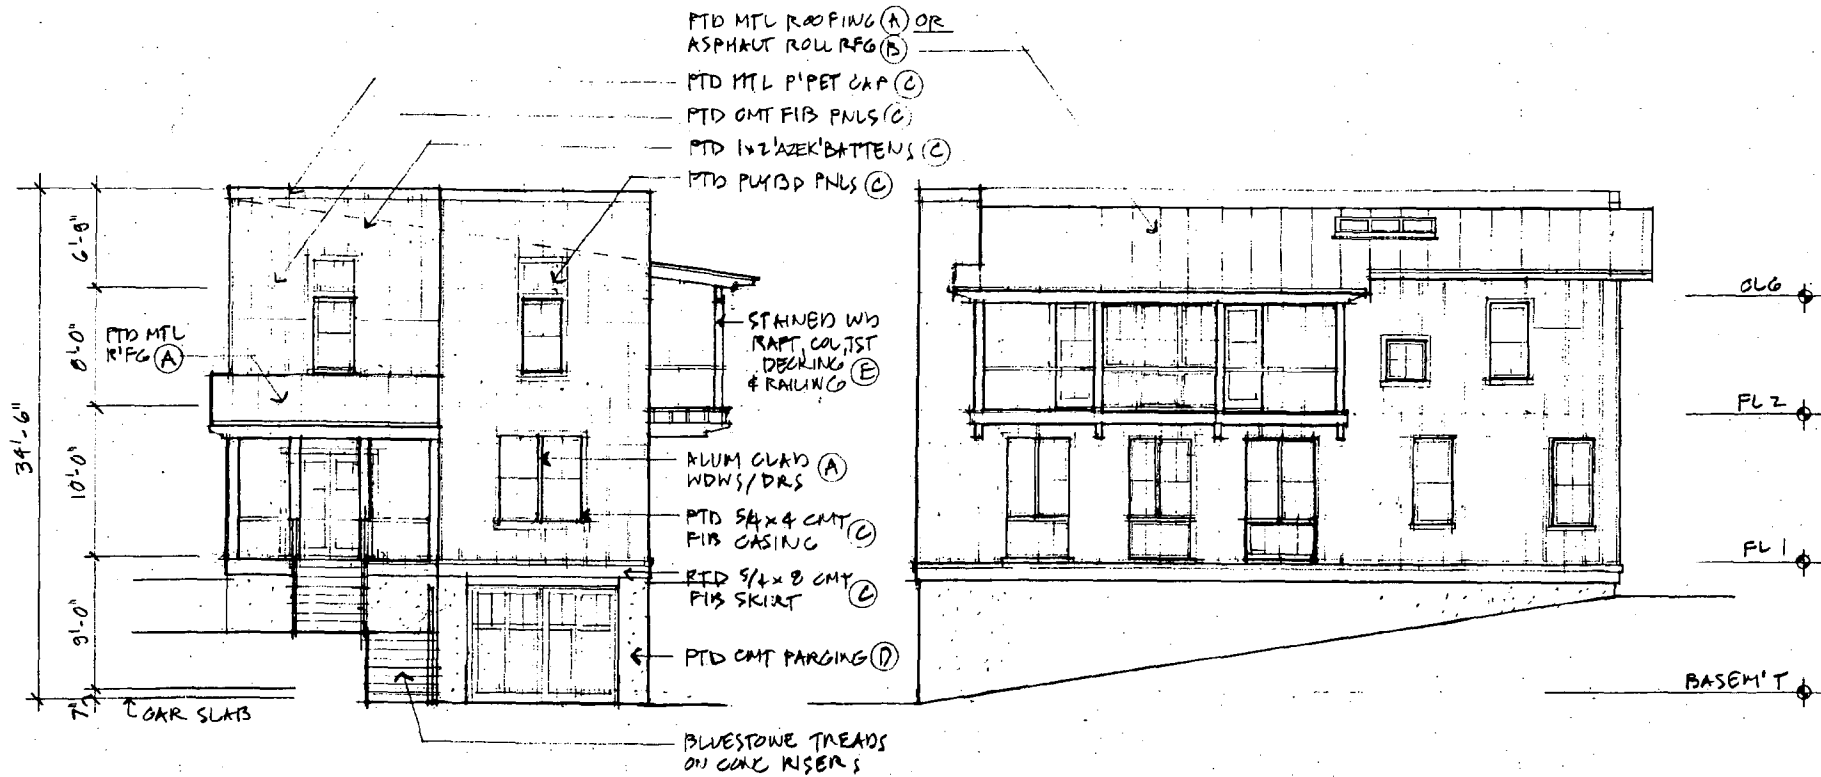 PTD MTL ROOFING (A) OR
ASPHALT ROLL RFG (B)
PTD MTL P'PET CAP (C)
PTD CMT FIB PNLS (C)
PTD 1x2 'AZEK' BATTENS (C)
PTD PLYBD PNLS (C)
34'-6"
6'-8"
8'-0"
10'-0"
9'-0"
7"
PTD MTL
R'FG (A)
STAINED WD
RAFT, COL, JST
DECKING
& RAILING (E)
ALUM CLAD (A)
WDWS/DRS
PTD 5/4 x 4 CMT
FIB CASING (C)
PTD 5/4 x 8 CMT
FIB SKIRT (C)
PTD CMT PARGING (D)
GAR SLAB
BLUESTONE TREADS
ON CONC RISERS
CLG
FL 2
FL 1
BASEM'T